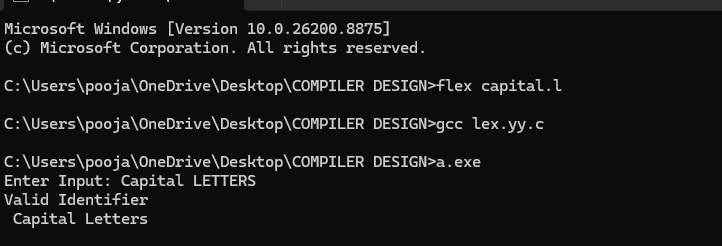 Microsoft Windows [Version 10.0.26200.8875]
(c) Microsoft Corporation. All rights reserved.
C:\Users\pooja\OneDrive\Desktop\COMPILER DESIGN>flex capital.l
C:\Users\pooja\OneDrive\Desktop\COMPILER DESIGN>gcc lex.yy.c
C:\Users\pooja\OneDrive\Desktop\COMPILER DESIGN>a.exe
Enter Input: Capital LETTERS
Valid Identifier
 Capital Letters